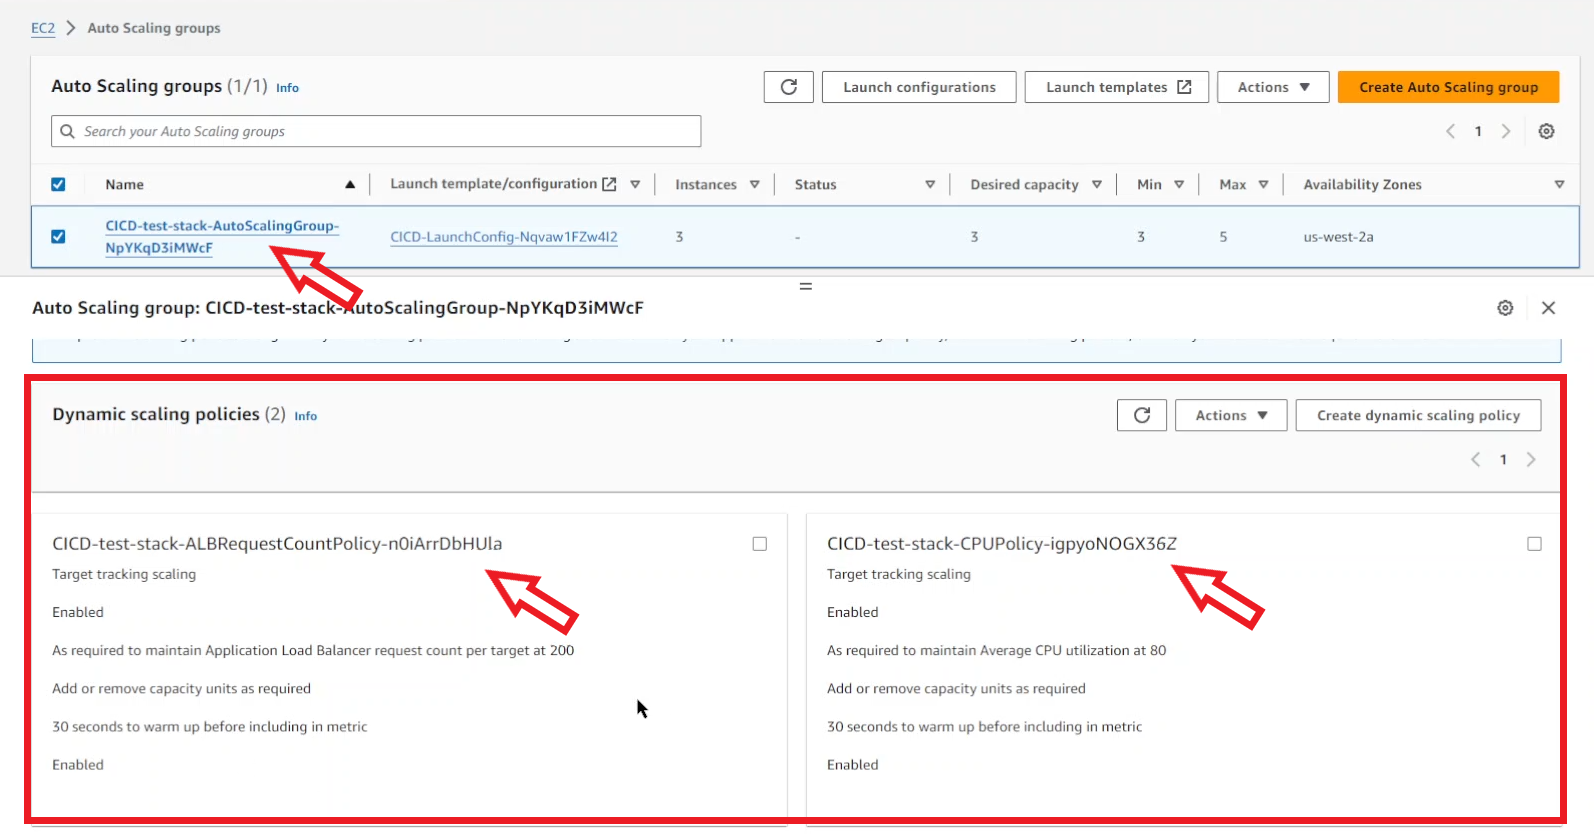 EC2 > Auto Scaling groups
Auto Scaling groups (1/1) Info
Launch configurations
Launch templates
Actions
Create Auto Scaling group
Search your Auto Scaling groups
1
Name
Launch template/configuration
Instances
Status
Desired capacity
Min
Max
Availability Zones
CICD-test-stack-AutoScalingGroup-
NpYKqD3iMWcF
CICD-LaunchConfig-Nqvaw1FZw4I2
3
-
3
3
5
us-west-2a
Auto Scaling group: CICD-test-stack-AutoScalingGroup-NpYKqD3iMWcF
Dynamic scaling policies (2) Info
Actions
Create dynamic scaling policy
1
CICD-test-stack-ALBRequestCountPolicy-n0iArrDbHUla
Target tracking scaling
Enabled
As required to maintain Application Load Balancer request count per target at 200
Add or remove capacity units as required
30 seconds to warm up before including in metric
Enabled
CICD-test-stack-CPUPolicy-igpyoNOGX36Z
Target tracking scaling
Enabled
As required to maintain Average CPU utilization at 80
Add or remove capacity units as required
30 seconds to warm up before including in metric
Enabled